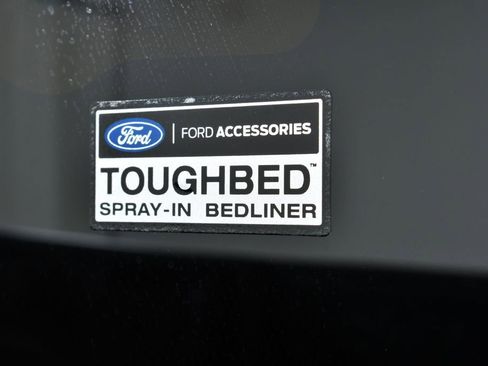 Ford | FORD ACCESSORIES
TOUGHBED™
SPRAY-IN BEDLINER